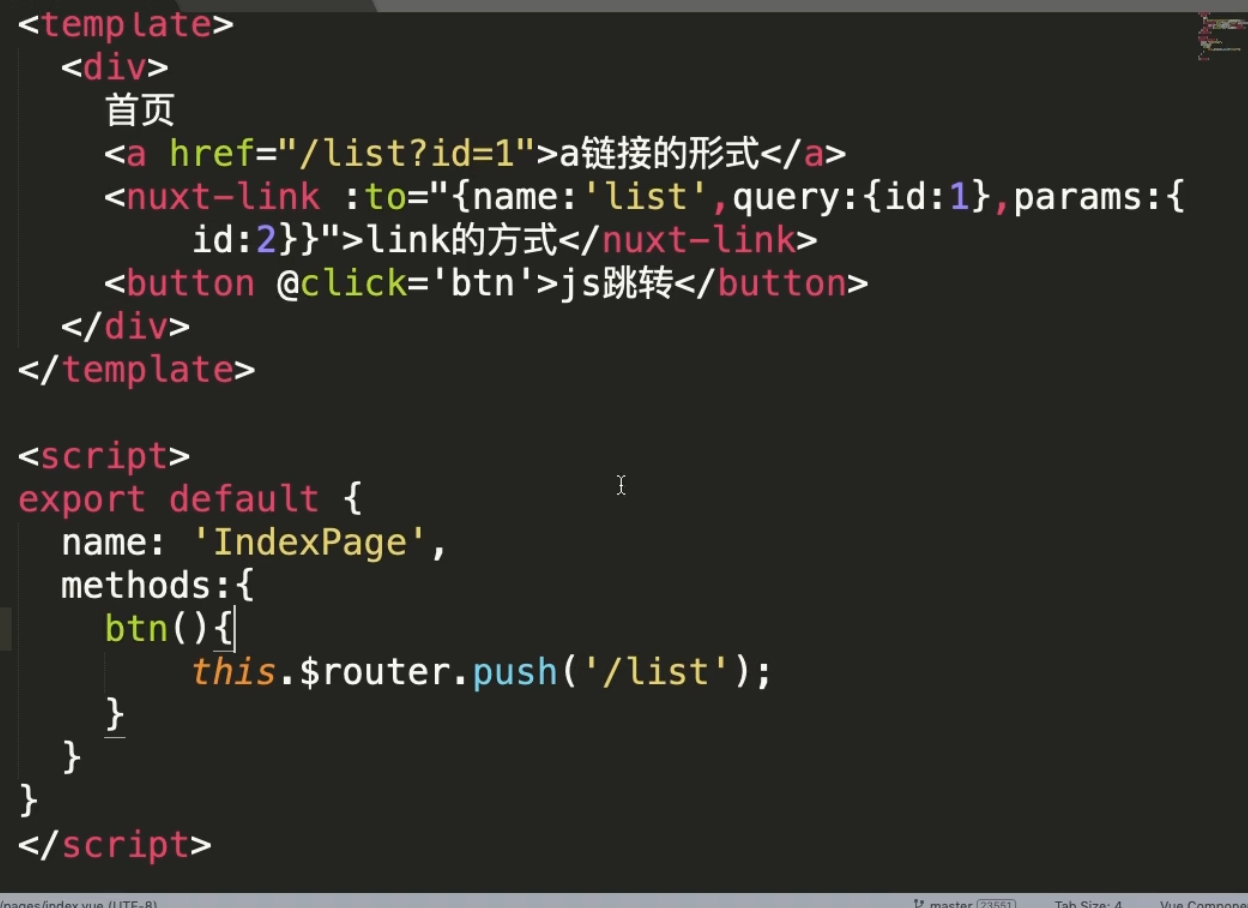 <template>
  <div>
    首页
    <a href="/list?id=1">a链接的形式</a>
    <nuxt-link :to="{name:'list',query:{id:1},params:{
        id:2}}">link的方式</nuxt-link>
    <button @click='btn'>js跳转</button>
  </div>
</template>

<script>
export default {
  name: 'IndexPage',
  methods:{
    btn(){
        this.$router.push('/list');
    }
  }
}
</script>
/pages/index.vue (UTF-8) master 23551 Tab Size: 4 Vue Compone